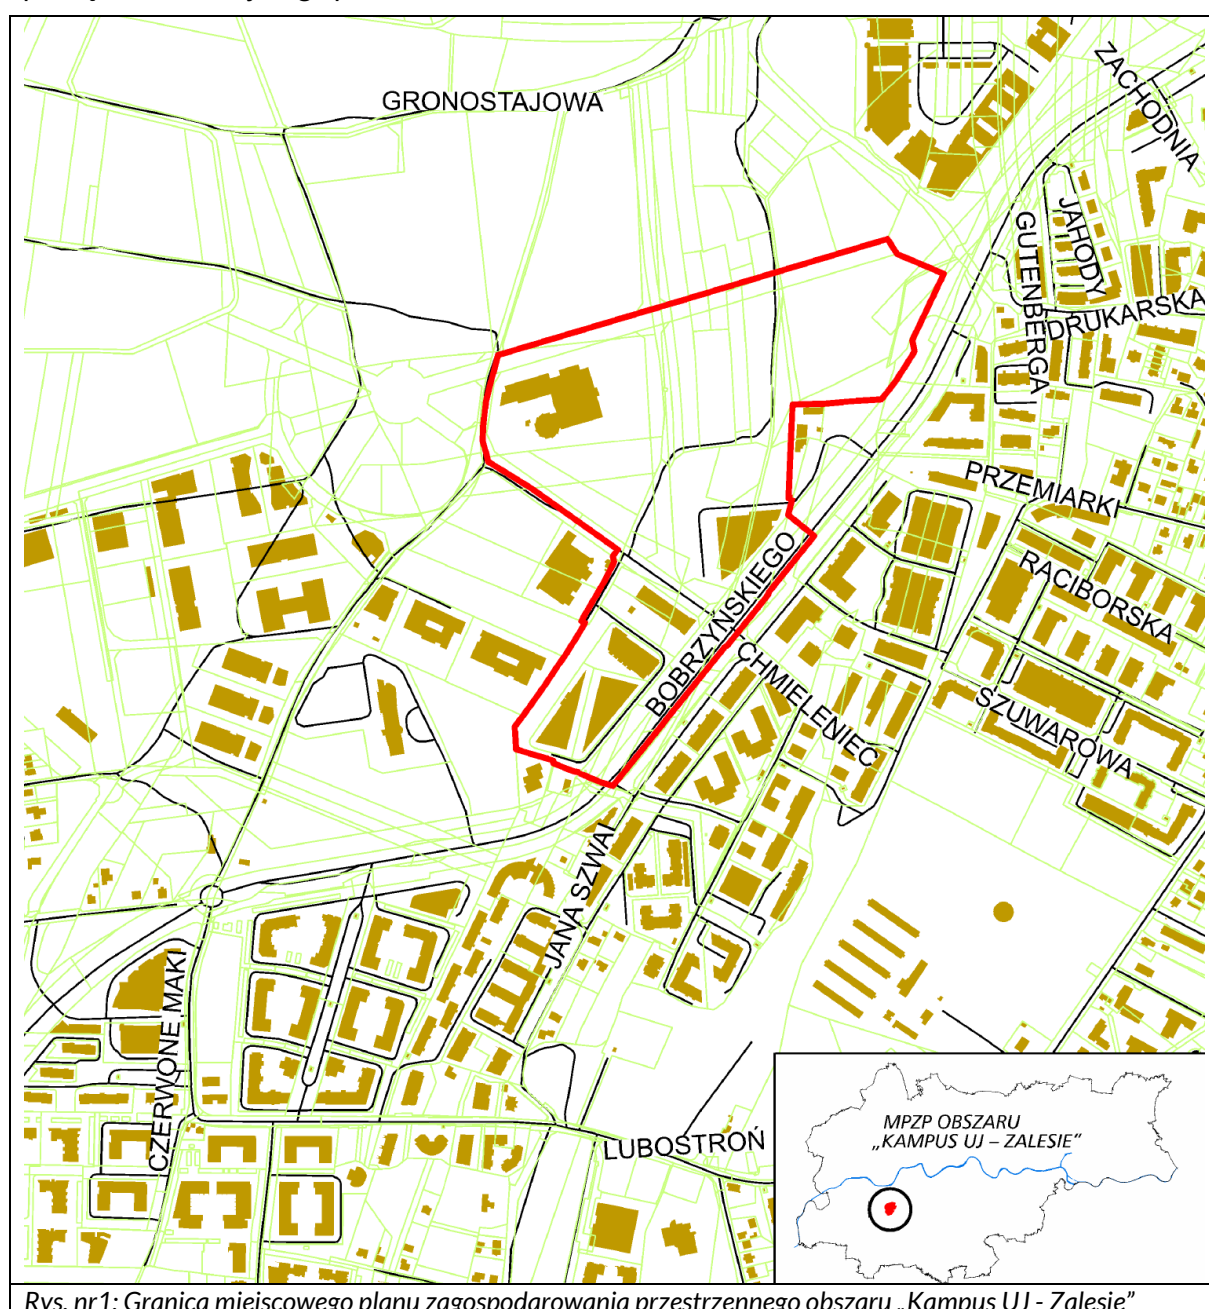 GRONOSTAJOWA
ZACHODNIA
JAHODY
GUTENBERGA
DRUKARSKA
PRZEMIARKI
RACIBORSKA
BOBRZYŃSKIEGO
CHMIELENIEC
SZUWAROWA
JANA SZWAI
CZERWONE MAKI
LUBOSTROŃ
MPZP OBSZARU
„KAMPUS UJ – ZALESIE”
Rys. nr1: Granica miejscowego planu zagospodarowania przestrzennego obszaru „Kampus UJ - Zalesie”